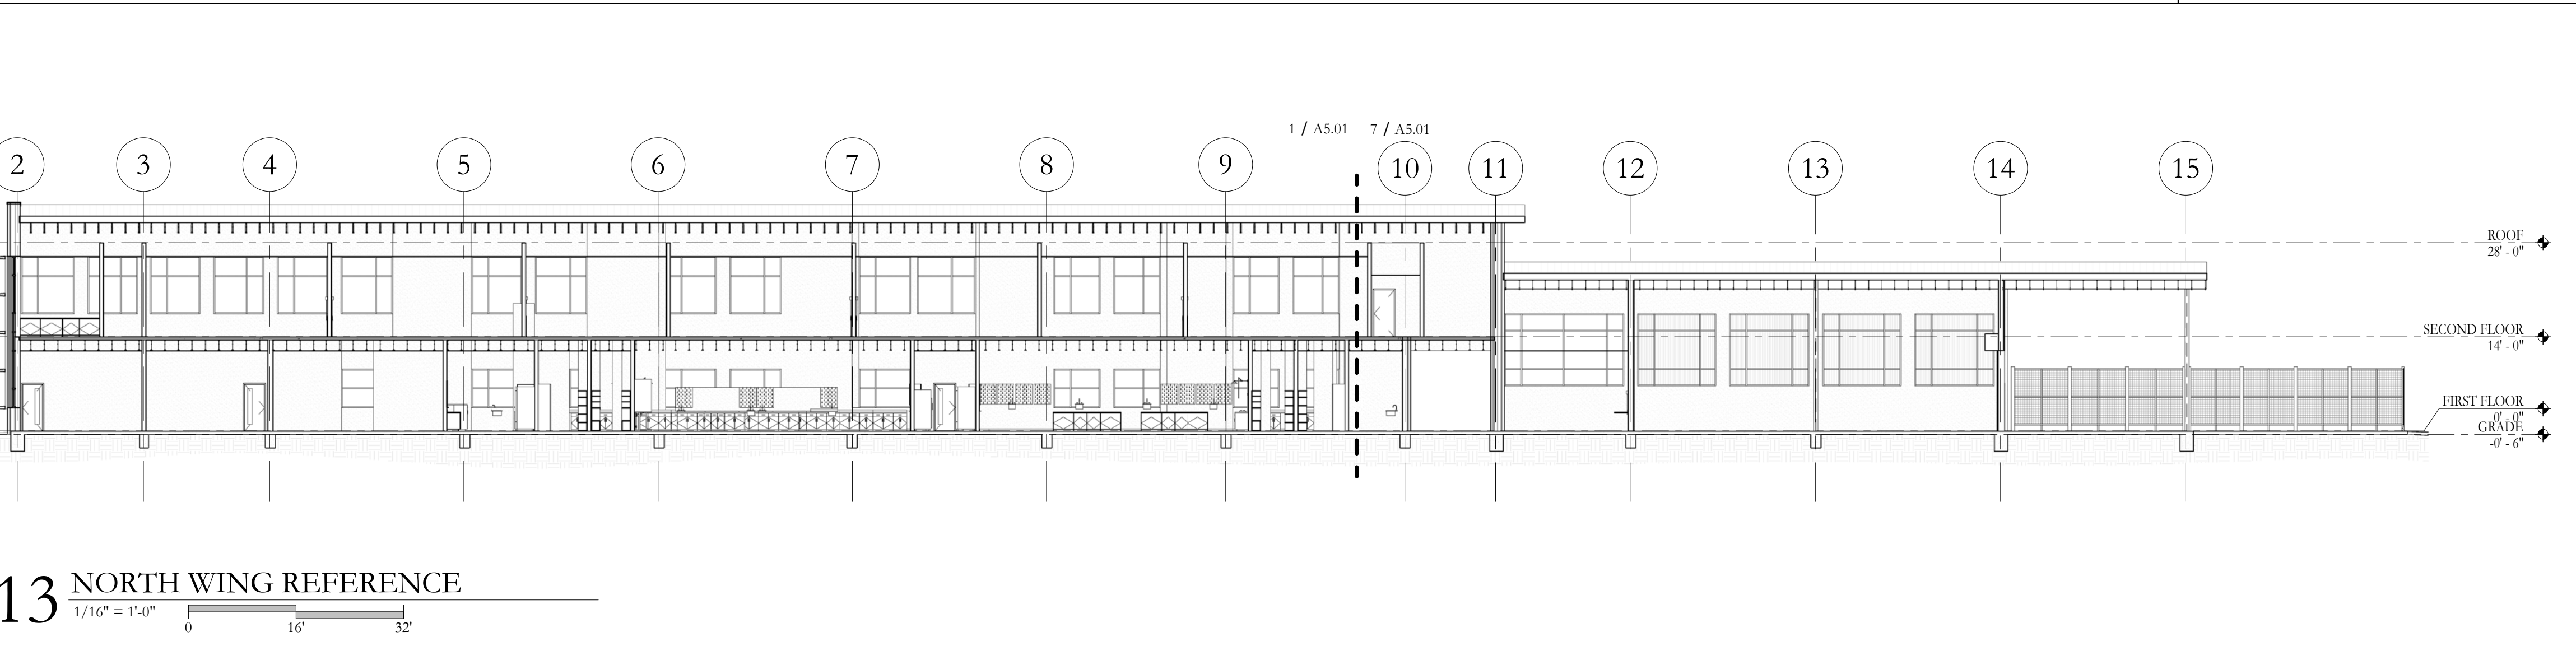 1 / A5.01 7 / A5.01
2 3 4 5 6 7 8 9 10 11 12 13 14 15
ROOF
28' - 0"
SECOND FLOOR
14' - 0"
FIRST FLOOR
0' - 0"
GRADE
-0' - 6"
13 NORTH WING REFERENCE
1/16" = 1'-0"
0 16' 32'